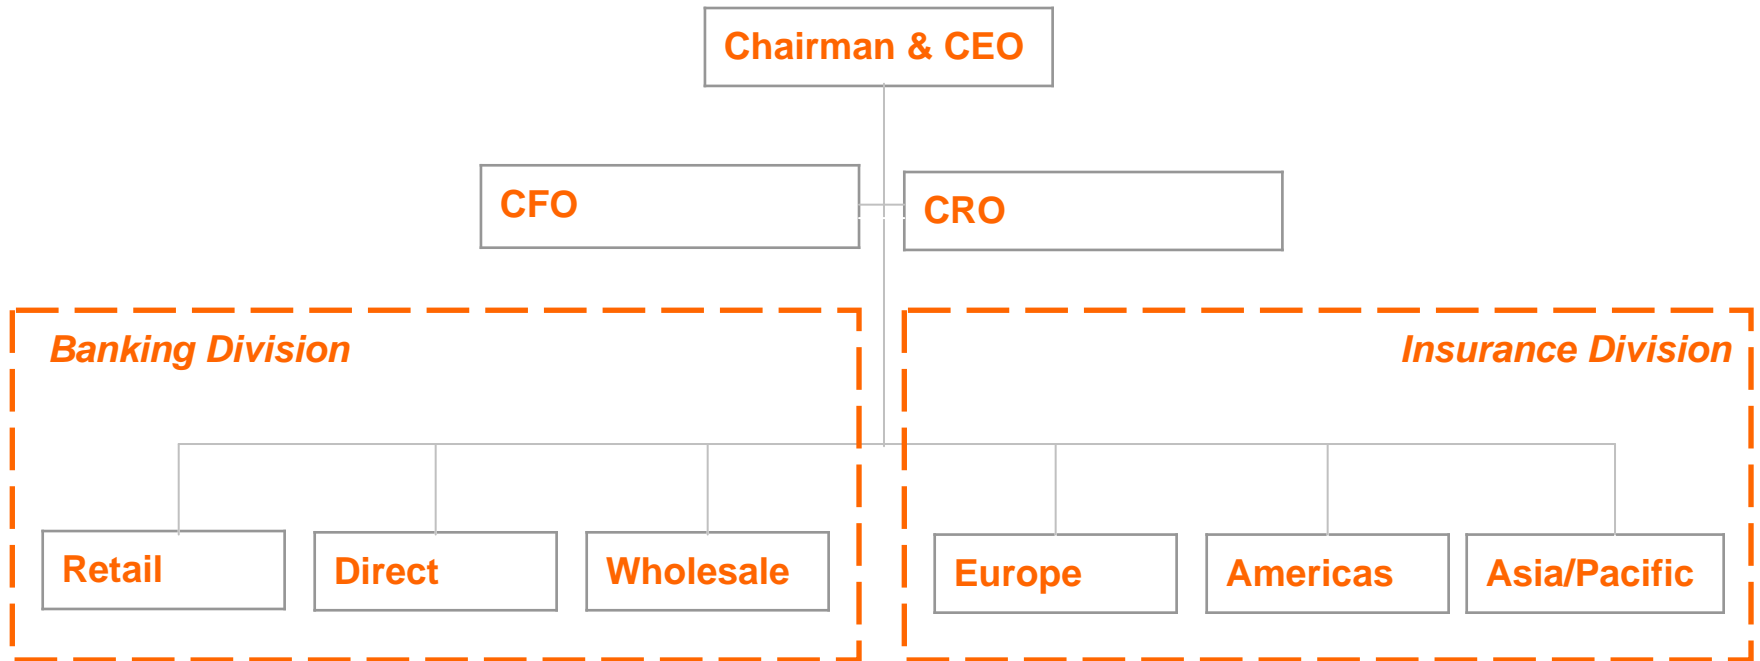 Chairman & CEO
CFO
CRO
Banking Division
Insurance Division
Retail
Direct
Wholesale
Europe
Americas
Asia/Pacific